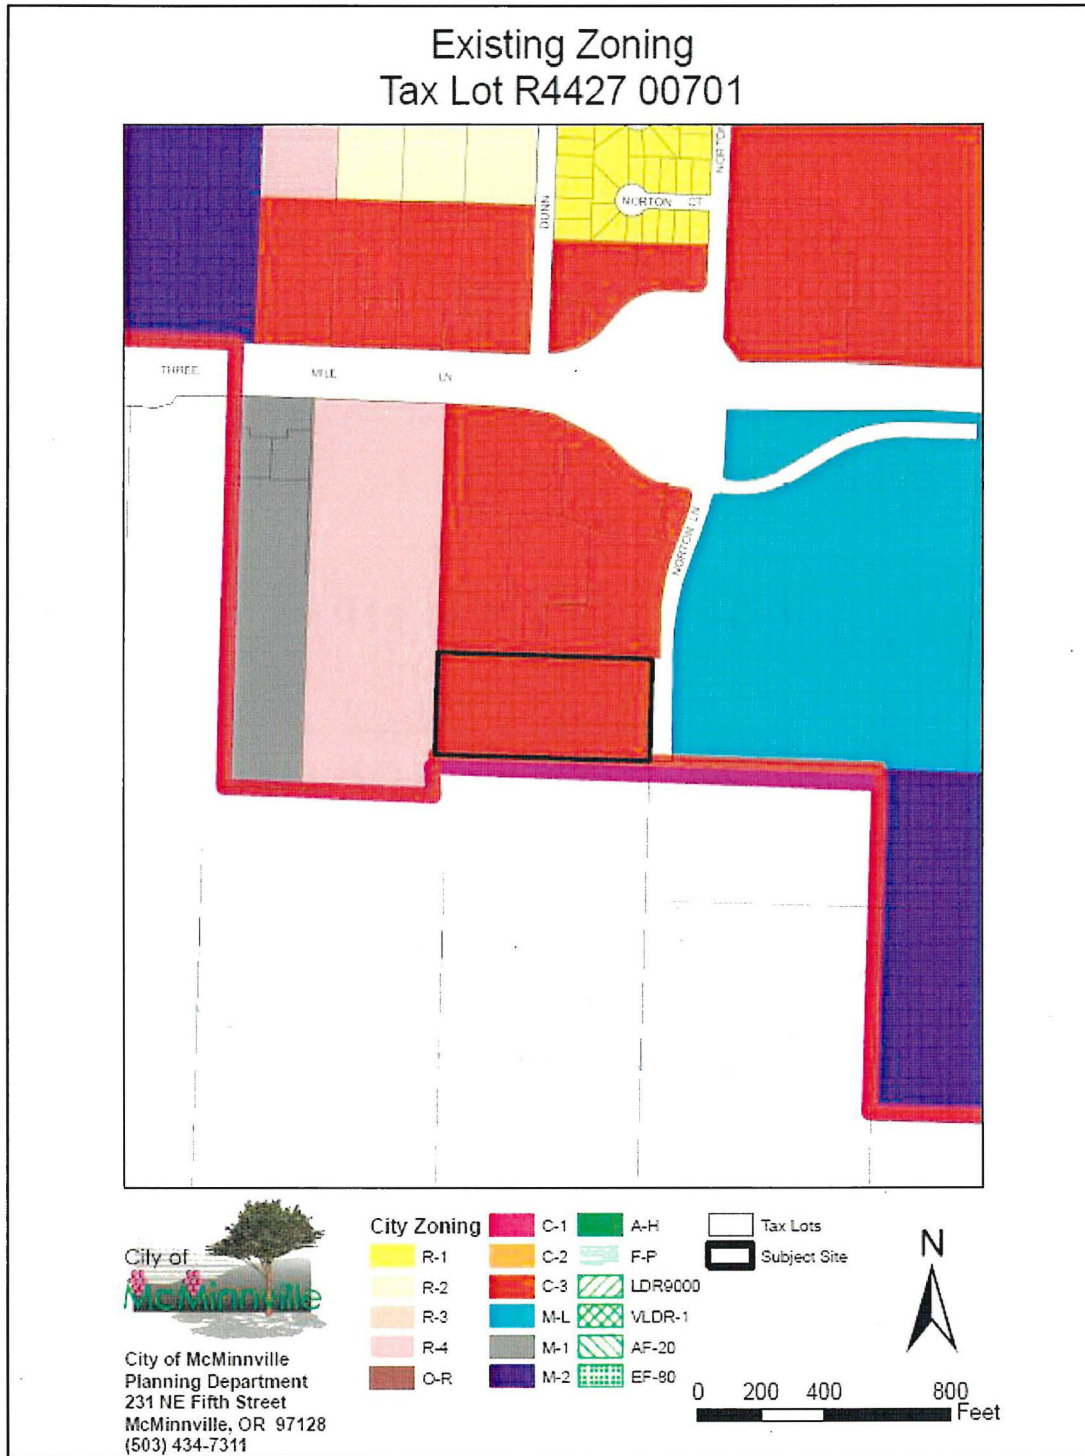 Existing Zoning
Tax Lot R4427 00701
DUNN
NORTON CT
NORTON
THREE MILE LN
NORTON LN
City of
McMinnville
City of McMinnville
Planning Department
231 NE Fifth Street
McMinnville, OR 97128
(503) 434-7311
City Zoning
R-1
R-2
R-3
R-4
O-R
C-1
C-2
C-3
M-L
M-1
M-2
A-H
F-P
LDR9000
VLDR-1
AF-20
EF-80
Tax Lots
Subject Site
N
0 200 400 800
Feet